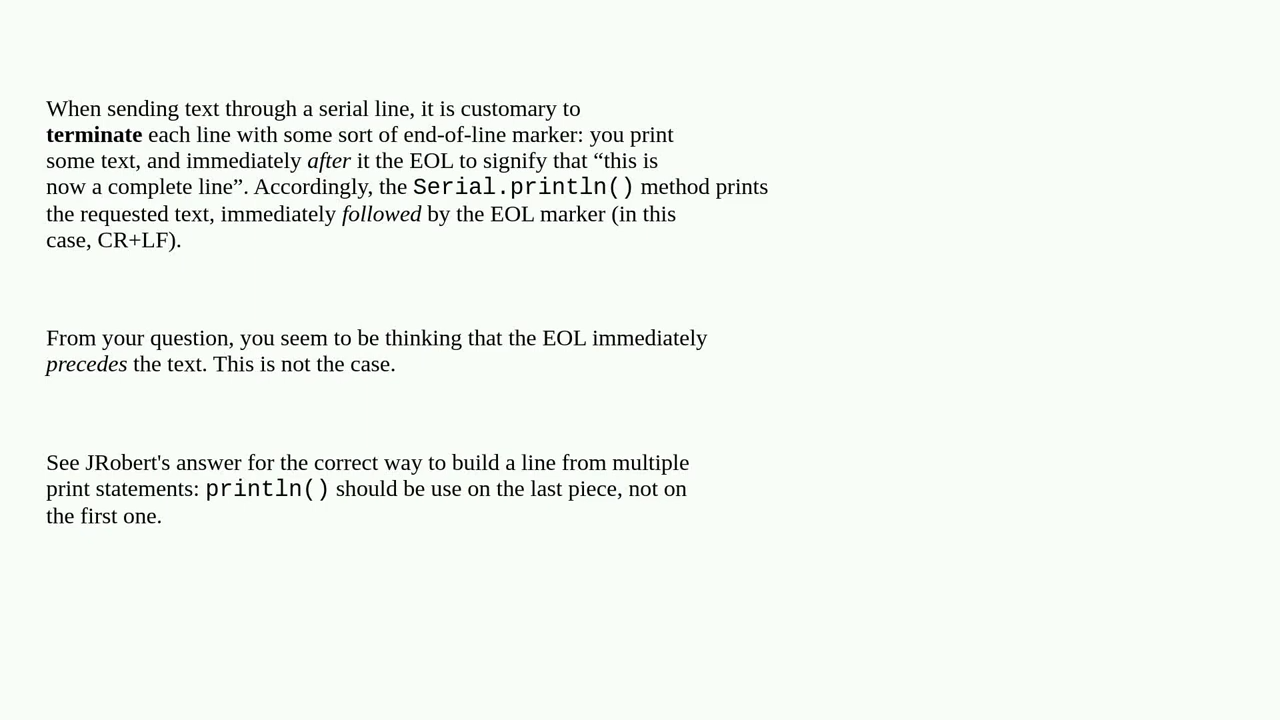 When sending text through a serial line, it is customary to
terminate each line with some sort of end-of-line marker: you print
some text, and immediately after it the EOL to signify that “this is
now a complete line”. Accordingly, the Serial.println() method prints
the requested text, immediately followed by the EOL marker (in this
case, CR+LF).
From your question, you seem to be thinking that the EOL immediately
precedes the text. This is not the case.
See JRobert's answer for the correct way to build a line from multiple
print statements: println() should be use on the last piece, not on
the first one.